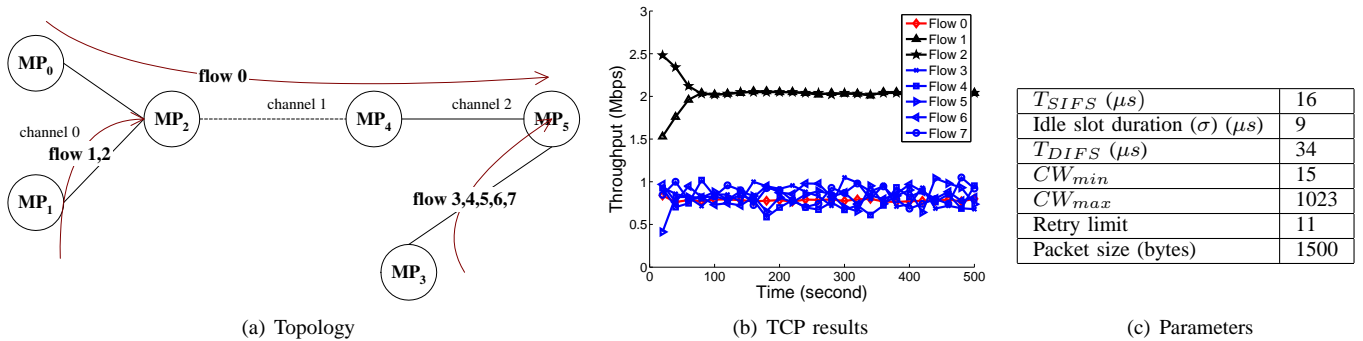 MP0
flow 0
channel 1
channel 2
MP2
MP4
MP5
channel 0
flow 1,2
MP1
flow 3,4,5,6,7
MP3
(a) Topology
Throughput (Mbps)
3
2.5
2
1.5
1
0.5
0
0 100 200 300 400 500
Time (second)
Flow 0
Flow 1
Flow 2
Flow 3
Flow 4
Flow 5
Flow 6
Flow 7
(b) TCP results
T_SIFS (μs) 16
Idle slot duration (σ) (μs) 9
T_DIFS (μs) 34
CW_min 15
CW_max 1023
Retry limit 11
Packet size (bytes) 1500
(c) Parameters